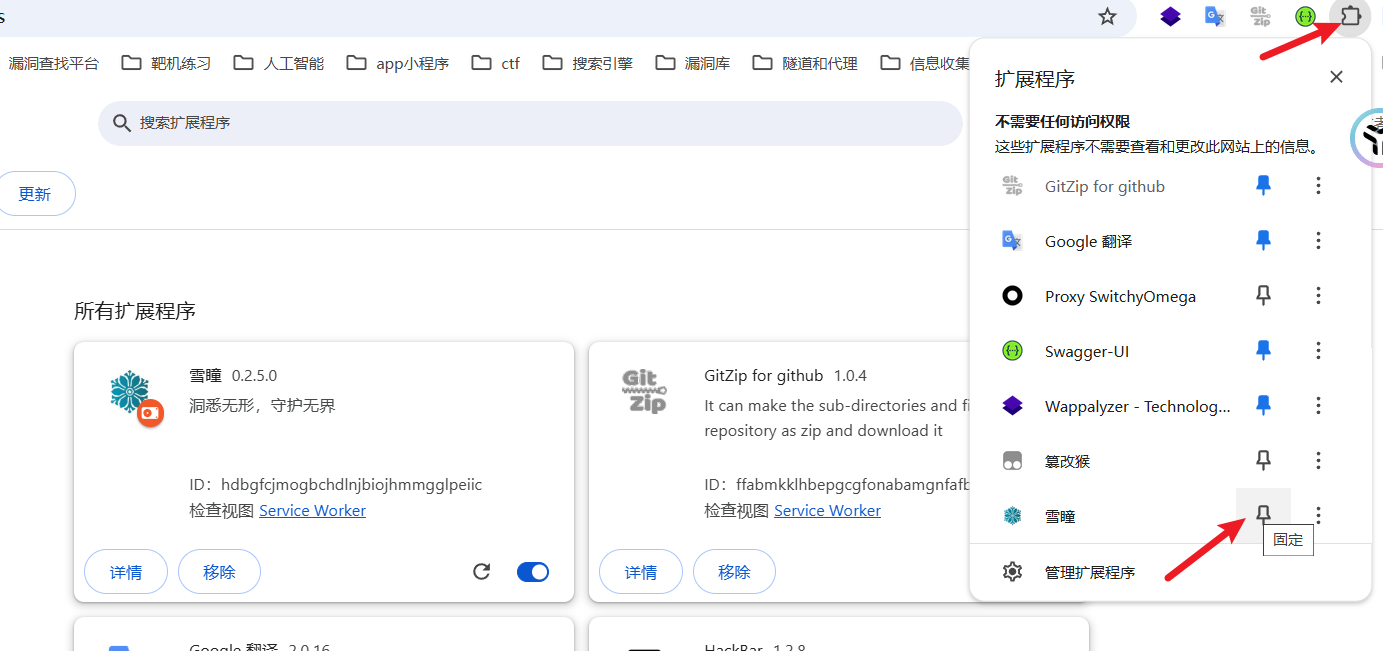 s
漏洞查找平台 靶机练习 人工智能 app小程序 ctf 搜索引擎 漏洞库 隧道和代理 信息收集
搜索扩展程序
更新
所有扩展程序
雪瞳 0.2.5.0
洞悉无形，守护无界
ID：hdbgfcjmogbchdlnjbiojhmmgglpeiic
检查视图 Service Worker
详情 移除
Git Zip
GitZip for github 1.0.4
It can make the sub-directories and fi
repository as zip and download it
ID：ffabmkklhbepgcgfonabamgnfafb
检查视图 Service Worker
详情 移除
Google 翻译 2.0.16
HackBar 1.2.8
扩展程序
不需要任何访问权限
这些扩展程序不需要查看和更改此网站上的信息。
GitZip for github
Google 翻译
Proxy SwitchyOmega
Swagger-UI
Wappalyzer - Technolog...
篡改猴
雪瞳
固定
管理扩展程序